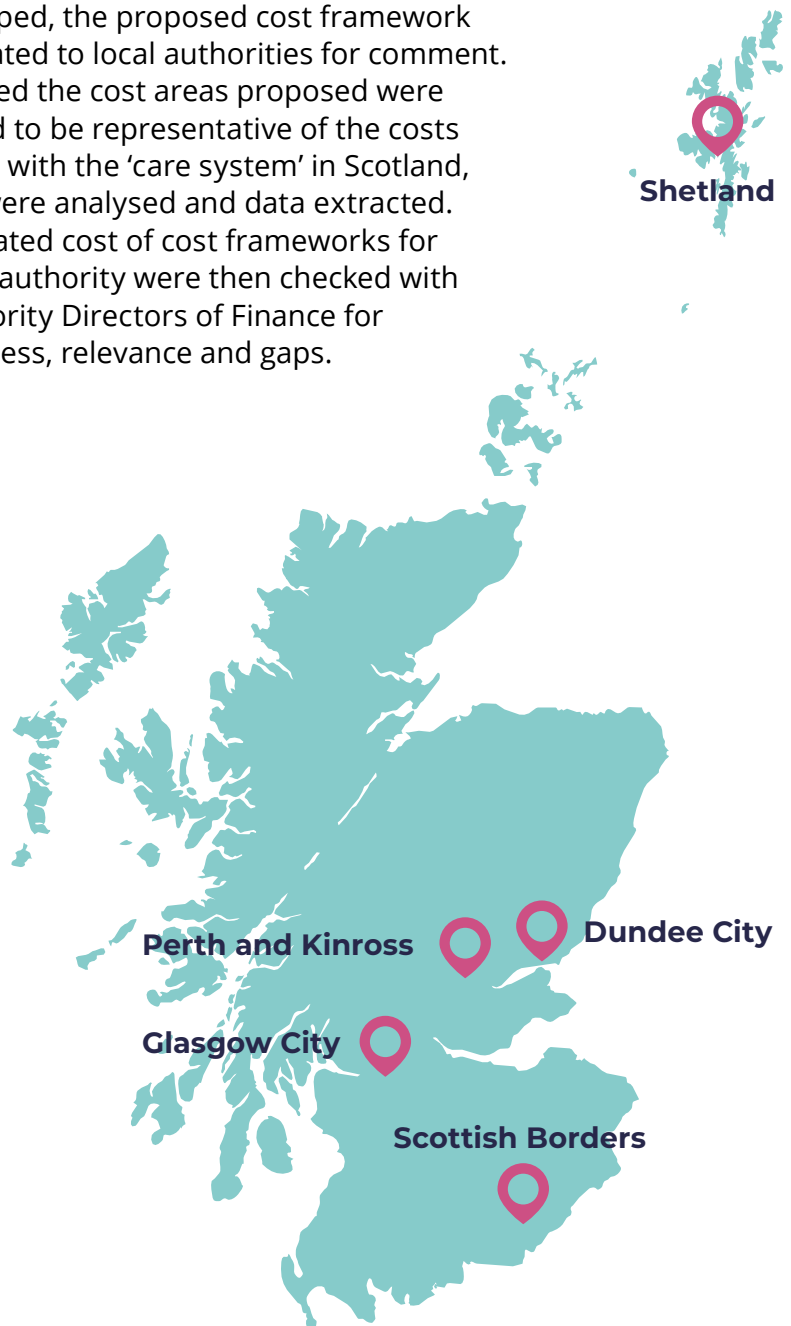 ped, the proposed cost framework
ated to local authorities for comment.
ed the cost areas proposed were
d to be representative of the costs
with the ‘care system’ in Scotland,
were analysed and data extracted.
ated cost of cost frameworks for
authority were then checked with
ority Directors of Finance for
ess, relevance and gaps.
Shetland
Perth and Kinross
Dundee City
Glasgow City
Scottish Borders